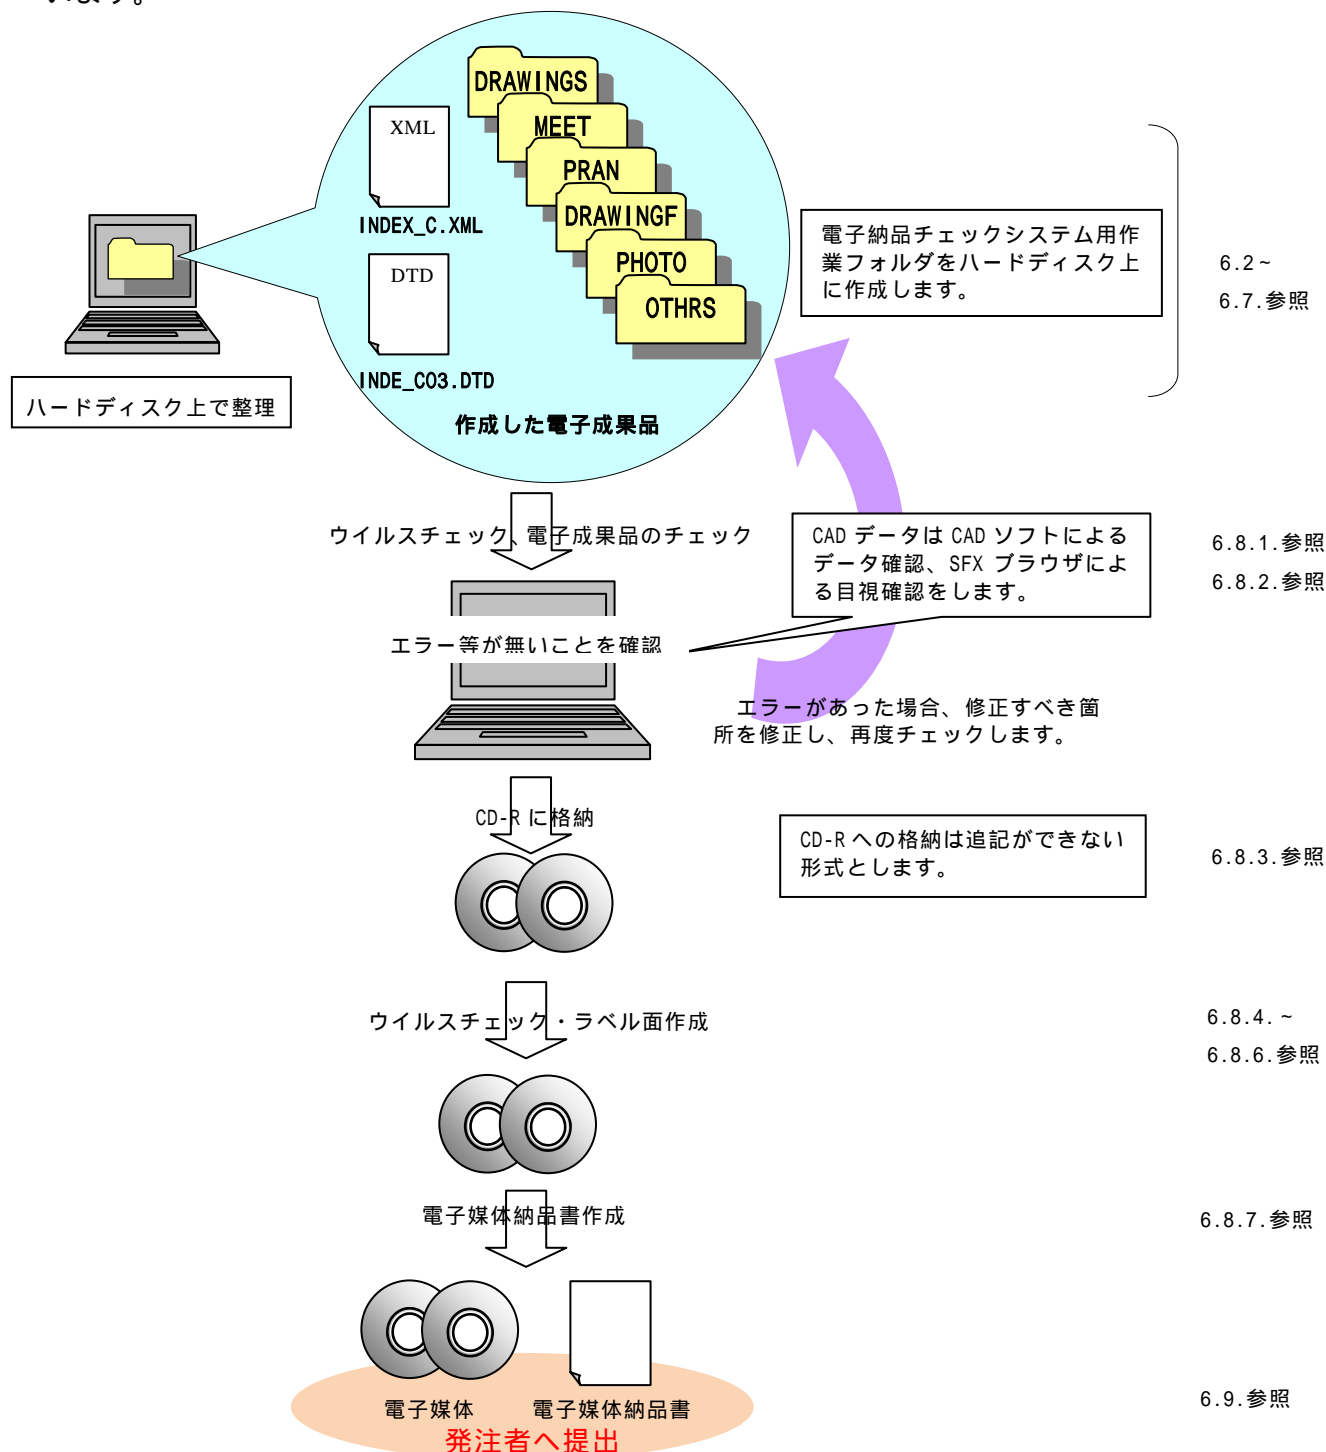 います。
DRAWINGS
MEET
PRAN
DRAWINGF
PHOTO
OTHRS
XML
INDEX_C.XML
DTD
INDE_C03.DTD
作成した電子成果品
ハードディスク上で整理
電子納品チェックシステム用作
業フォルダをハードディスク上
に作成します。
6.2~
6.7.参照
ウイルスチェック、電子成果品のチェック
CAD データは CAD ソフトによる
データ確認、SFX ブラウザによ
る目視確認をします。
6.8.1.参照
6.8.2.参照
エラー等が無いことを確認
エラーがあった場合、修正すべき箇
所を修正し、再度チェックします。
CD-R に格納
CD-R への格納は追記ができない
形式とします。
6.8.3.参照
ウイルスチェック・ラベル面作成
6.8.4.~
6.8.6.参照
電子媒体納品書作成
6.8.7.参照
電子媒体
電子媒体納品書
発注者へ提出
6.9.参照